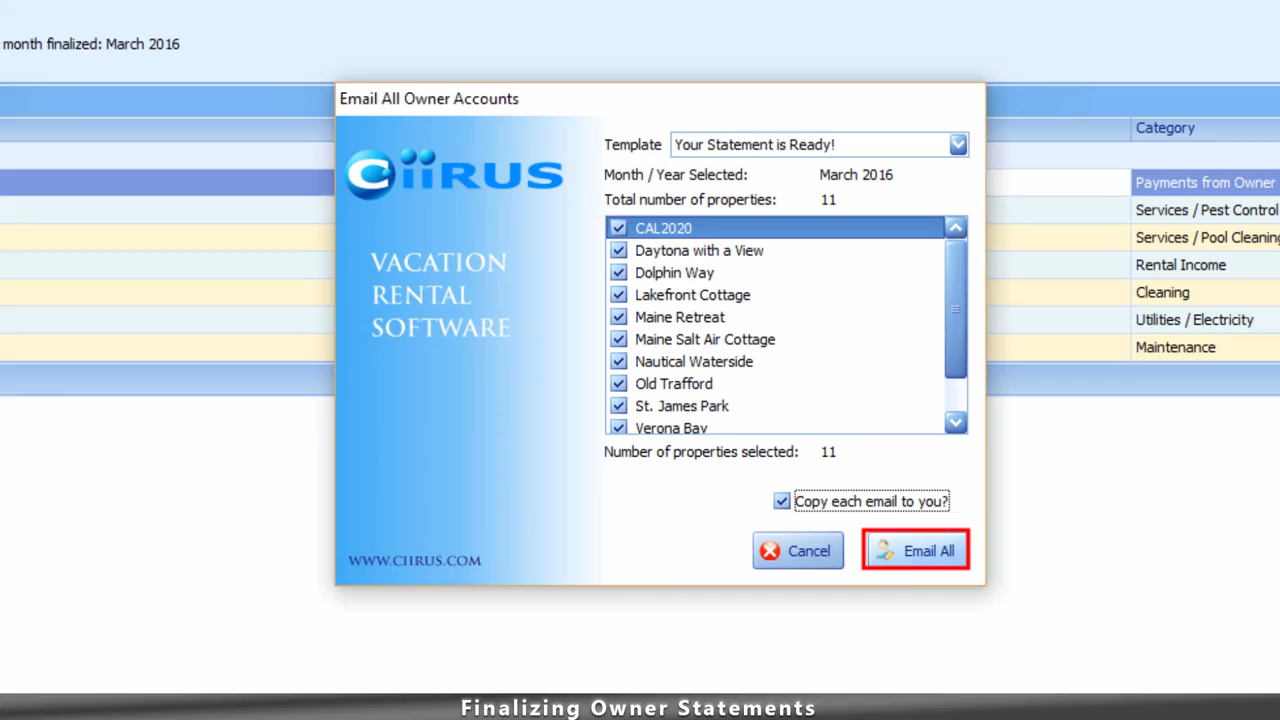 month finalized: March 2016
Email All Owner Accounts
CiiRUS
VACATION
RENTAL
SOFTWARE
WWW.CIIRUS.COM
Template Your Statement is Ready!
Month / Year Selected: March 2016
Total number of properties: 11
CAL2020
Daytona with a View
Dolphin Way
Lakefront Cottage
Maine Retreat
Maine Salt Air Cottage
Nautical Waterside
Old Trafford
St. James Park
Verona Bay
Number of properties selected: 11
Copy each email to you?
Cancel Email All
Category
Payments from Owner
Services / Pest Control
Services / Pool Cleaning
Rental Income
Cleaning
Utilities / Electricity
Maintenance
Finalizing Owner Statements